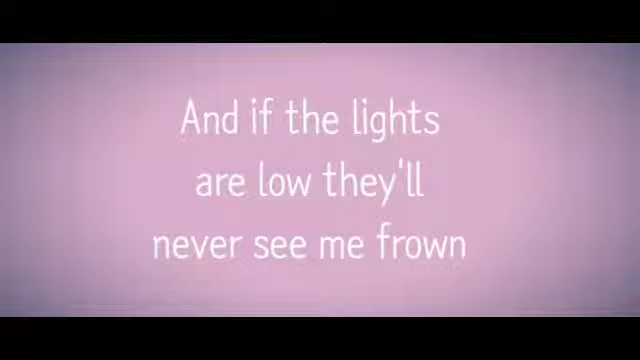 And if the lights
are low they'll
never see me frown